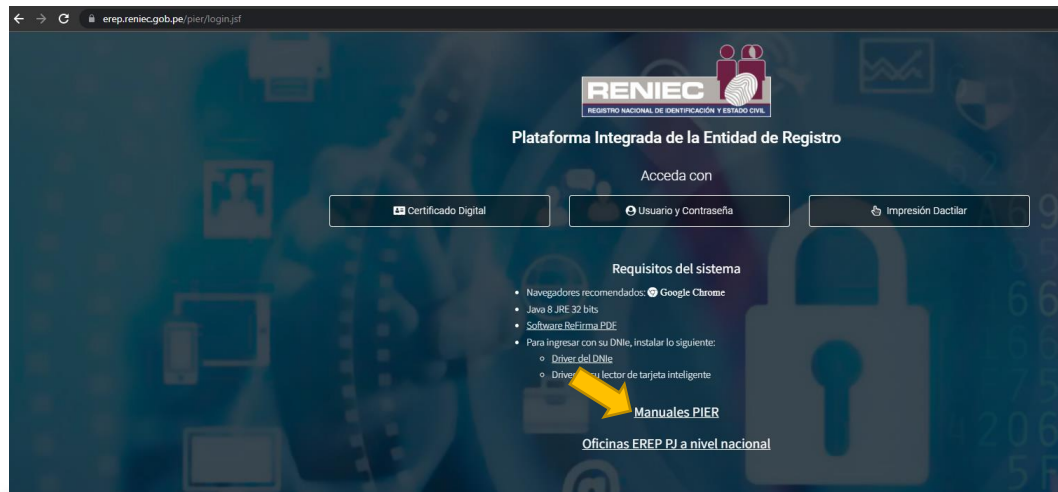 erep.reniec.gob.pe/pier/login.jsf
RENIEC
REGISTRO NACIONAL DE IDENTIFICACIÓN Y ESTADO CIVIL
Plataforma Integrada de la Entidad de Registro
Acceda con
Certificado Digital
Usuario y Contraseña
Impresión Dactilar
Requisitos del sistema
Navegadores recomendados: Google Chrome
Java 8 JRE 32 bits
Software ReFirma PDF
Para ingresar con su DNIe, instalar lo siguiente:
Driver del DNIe
Driver su lector de tarjeta inteligente
Manuales PIER
Oficinas EREP PJ a nivel nacional